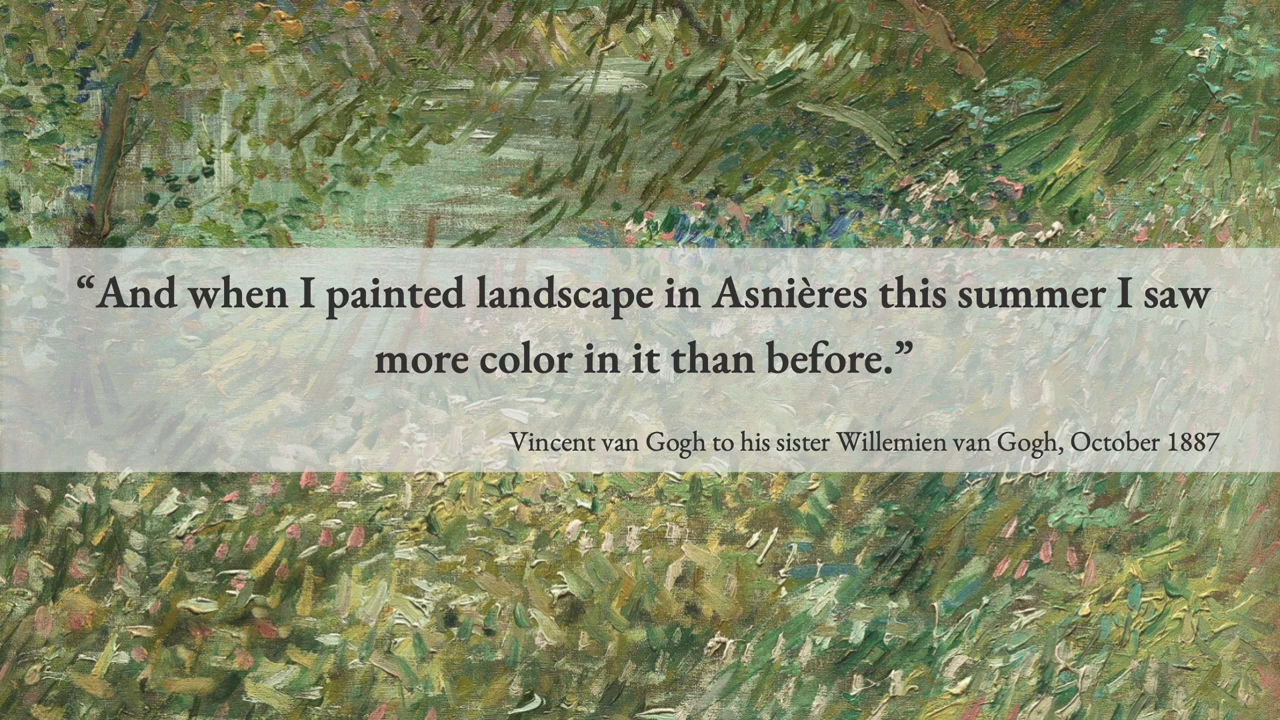 “And when I painted landscape in Asnières this summer I saw
more color in it than before.”
Vincent van Gogh to his sister Willemien van Gogh, October 1887